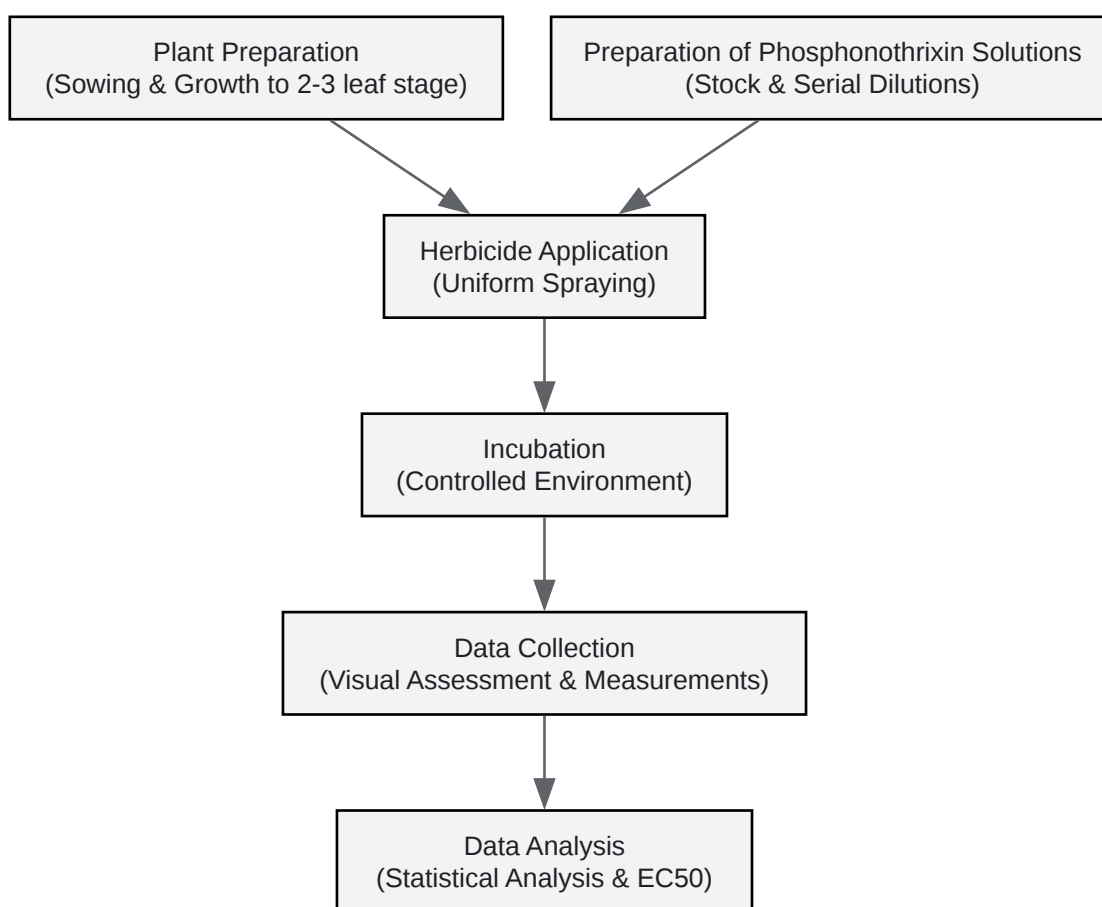 Plant Preparation
(Sowing & Growth to 2-3 leaf stage)
Preparation of Phosphonothrixin Solutions
(Stock & Serial Dilutions)
Herbicide Application
(Uniform Spraying)
Incubation
(Controlled Environment)
Data Collection
(Visual Assessment & Measurements)
Data Analysis
(Statistical Analysis & EC50)